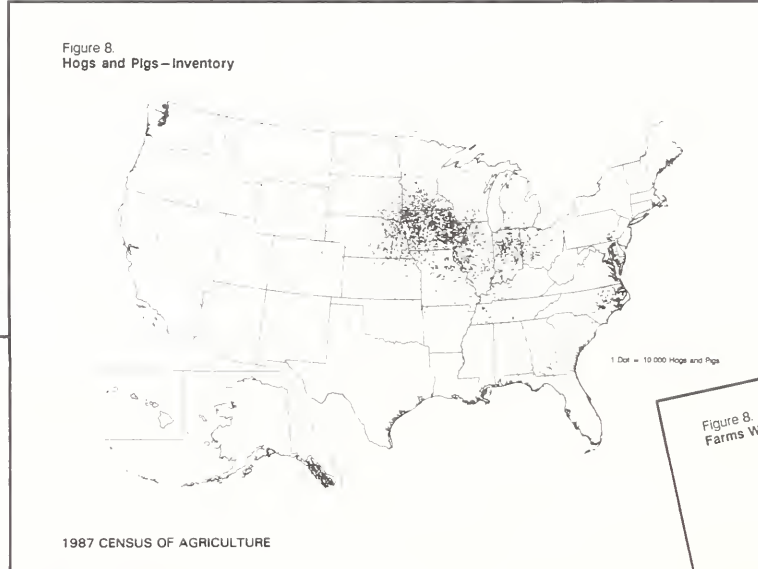 Figure 8.
Hogs and Pigs—Inventory
1 Dot = 10 000 Hogs and Pigs
1987 CENSUS OF AGRICULTURE
Figure 8.
Farms